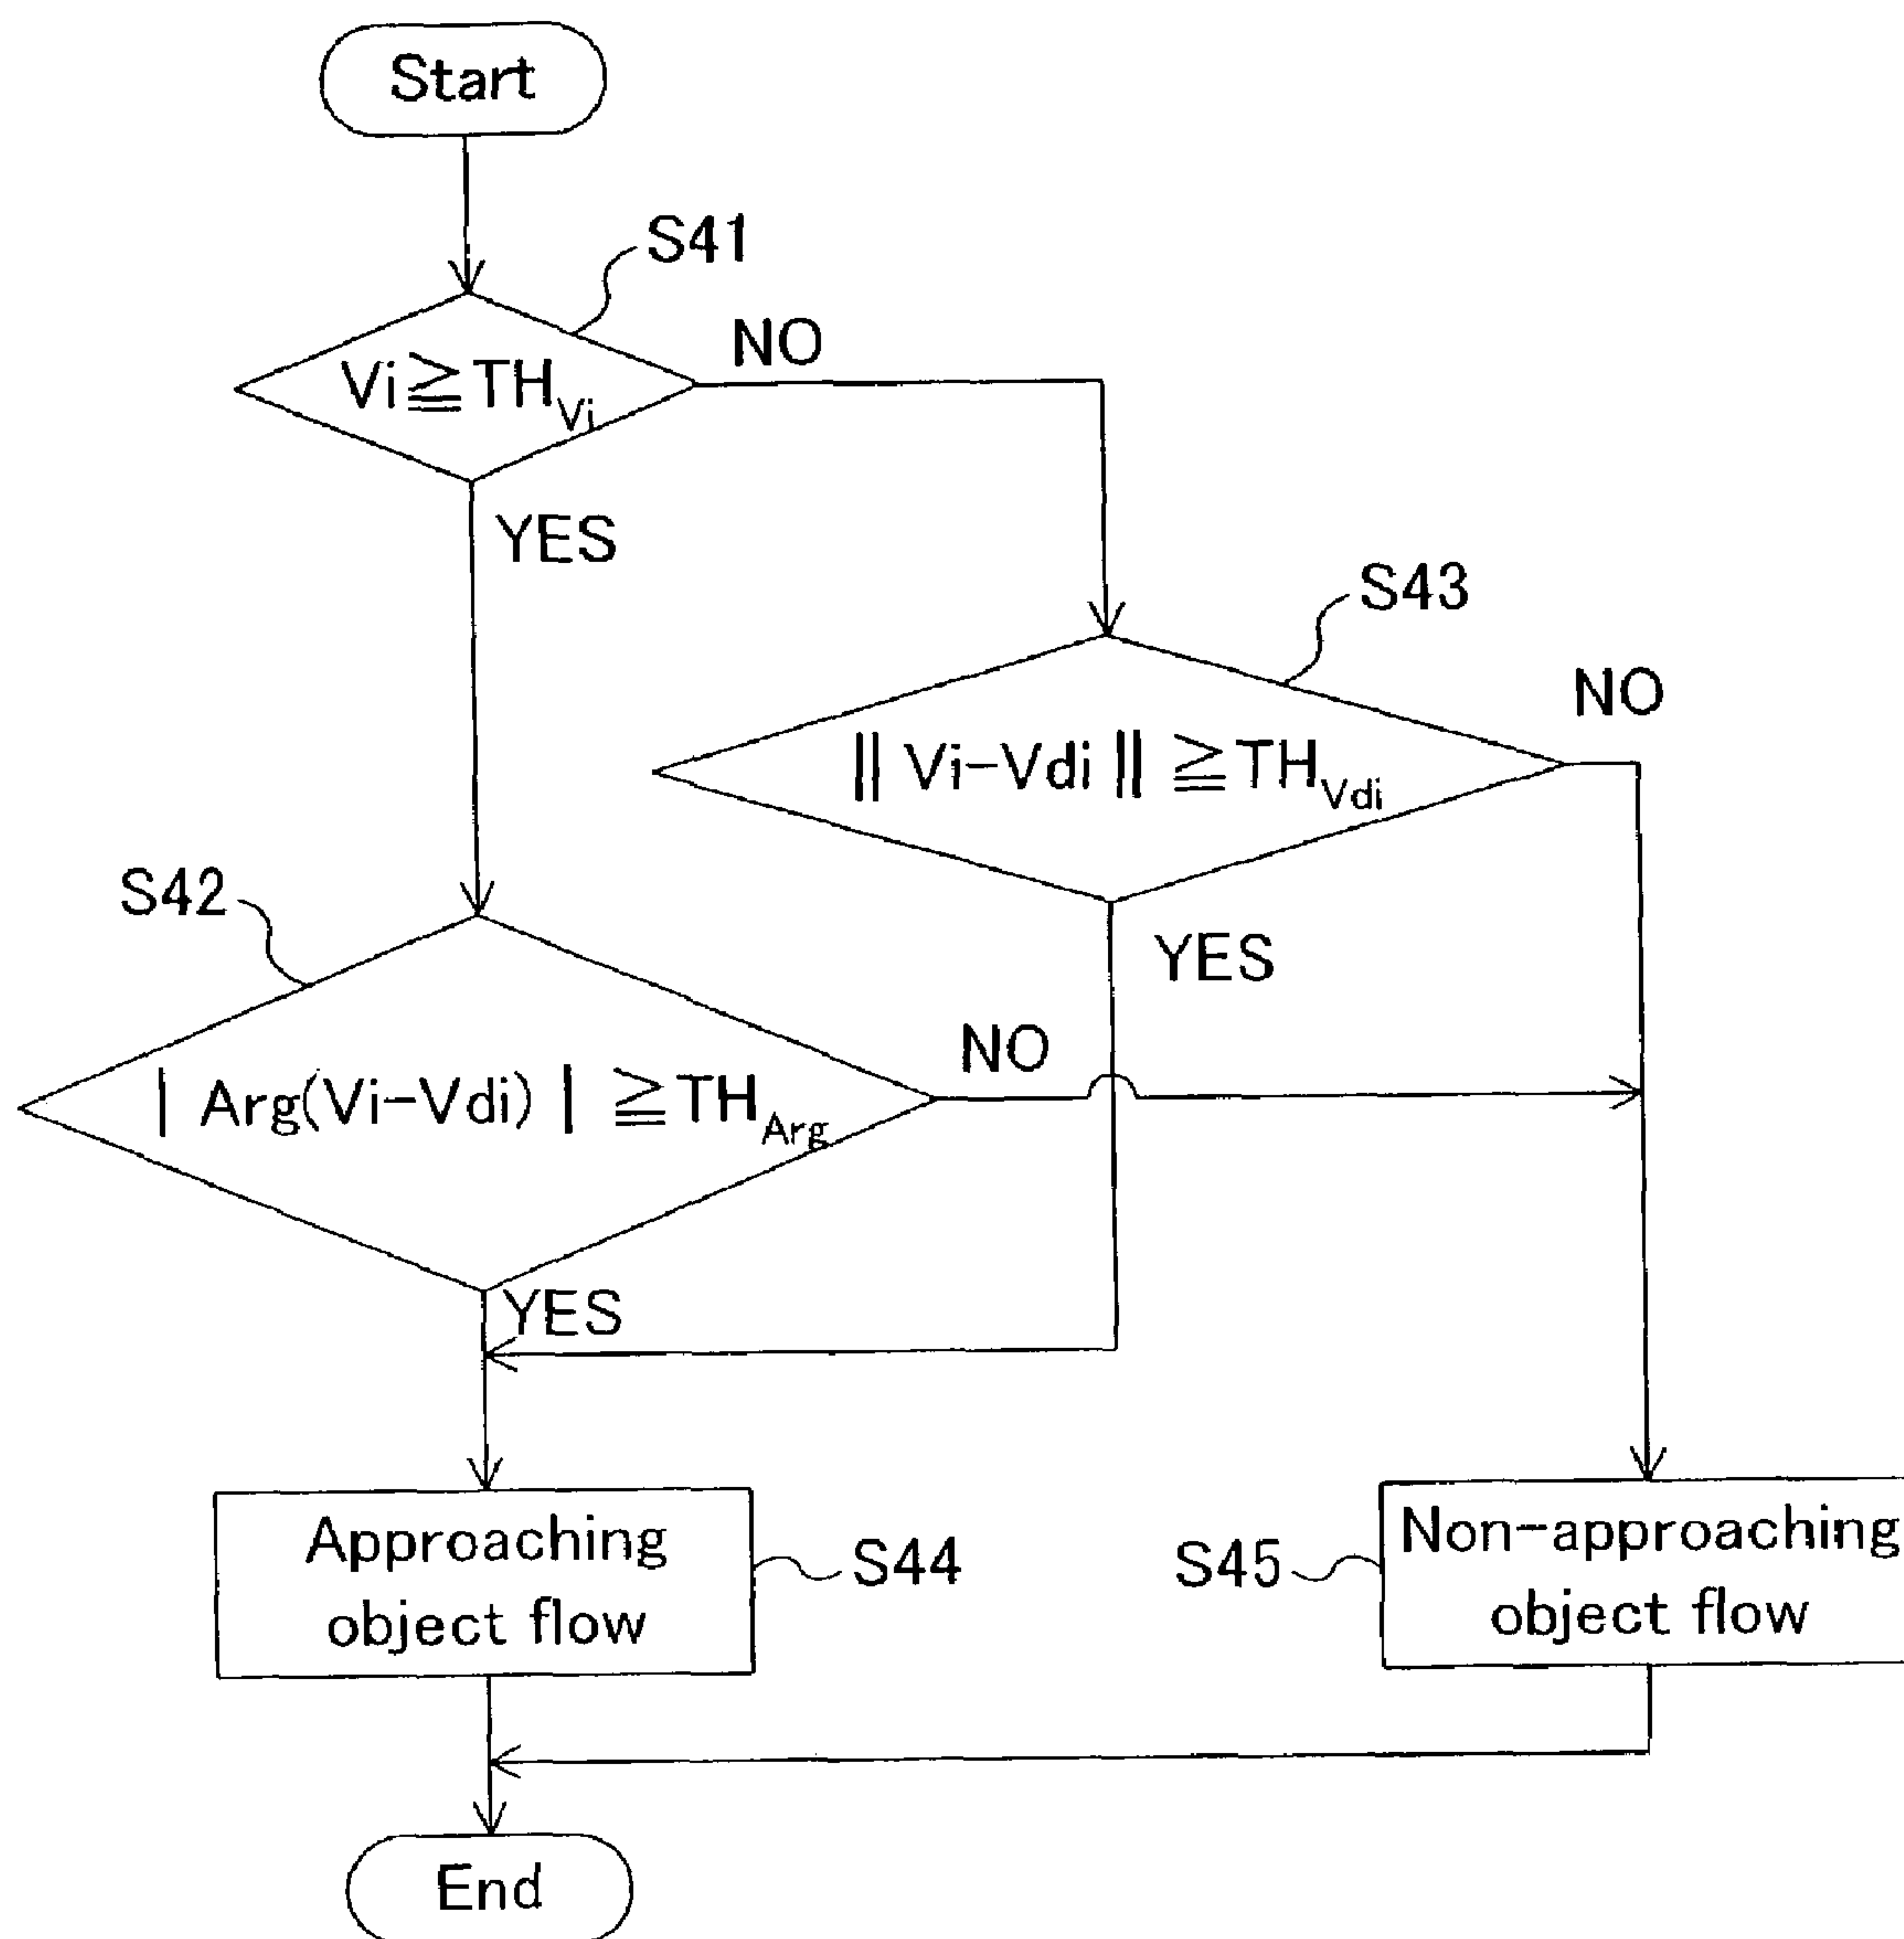 Start
S41
Vi≧TH_Vi
NO
YES
S43
‖ Vi-Vdi ‖ ≧TH_Vdi
NO
YES
S42
| Arg(Vi-Vdi) | ≧TH_Arg
NO
YES
Approaching
object flow
S44
S45
Non-approaching
object flow
End